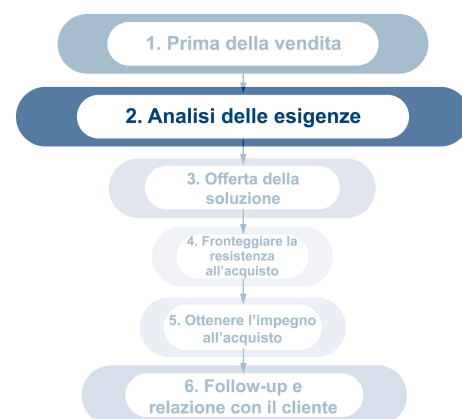 1. Prima della vendita
2. Analisi delle esigenze
3. Offerta della
soluzione
4. Fronteggiare la
resistenza
all'acquisto
5. Ottenere l'impegno
all'acquisto
6. Follow-up e
relazione con il cliente